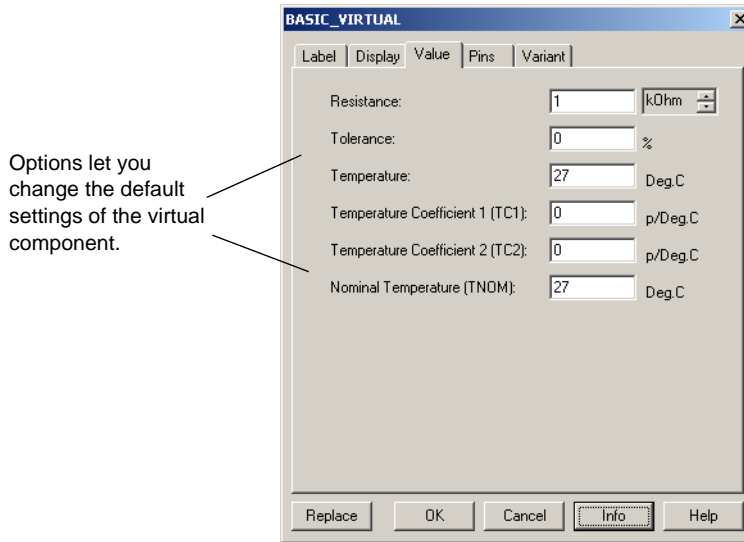 BASIC_VIRTUAL
Label Display Value Pins Variant
Resistance: 1 kOhm
Tolerance: 0 %
Temperature: 27 Deg.C
Temperature Coefficient 1 (TC1): 0 p/Deg.C
Temperature Coefficient 2 (TC2): 0 p/Deg.C
Nominal Temperature (TNOM): 27 Deg.C
Replace OK Cancel Info Help
Options let you
change the default
settings of the virtual
component.